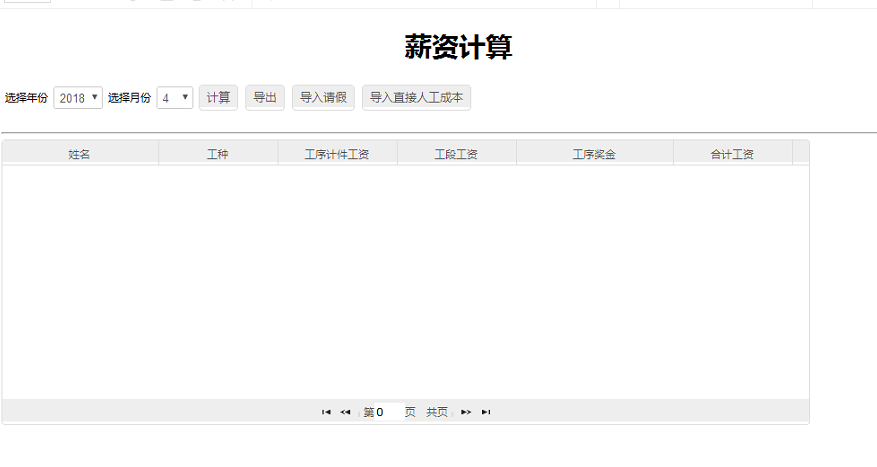 薪资计算
选择年份 2018 选择月份 4 计算 导出 导入请假 导入直接人工成本
姓名 工种 工序计件工资 工段工资 工序奖金 合计工资
第 0 页 共页